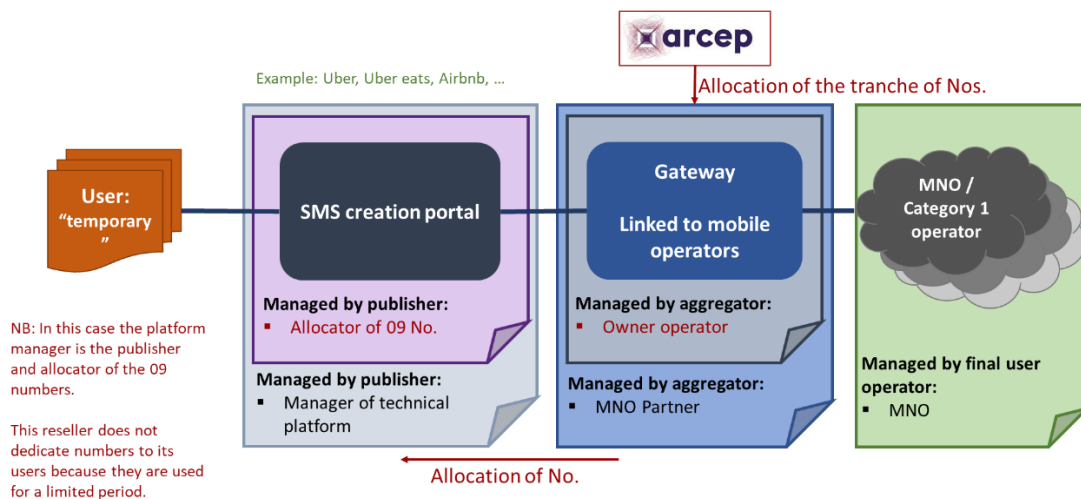 arcep
Example: Uber, Uber eats, Airbnb, ...
Allocation of the tranche of Nos.
User:
“temporary
”
SMS creation portal
Gateway
Linked to mobile
operators
MNO /
Category 1
operator
Managed by publisher:
▪ Allocator of 09 No.
Managed by aggregator:
▪ Owner operator
NB: In this case the platform
manager is the publisher
and allocator of the 09
numbers.
This reseller does not
dedicate numbers to its
users because they are used
for a limited period.
Managed by publisher:
▪ Manager of technical
platform
Managed by aggregator:
▪ MNO Partner
Managed by final user
operator:
▪ MNO
Allocation of No.